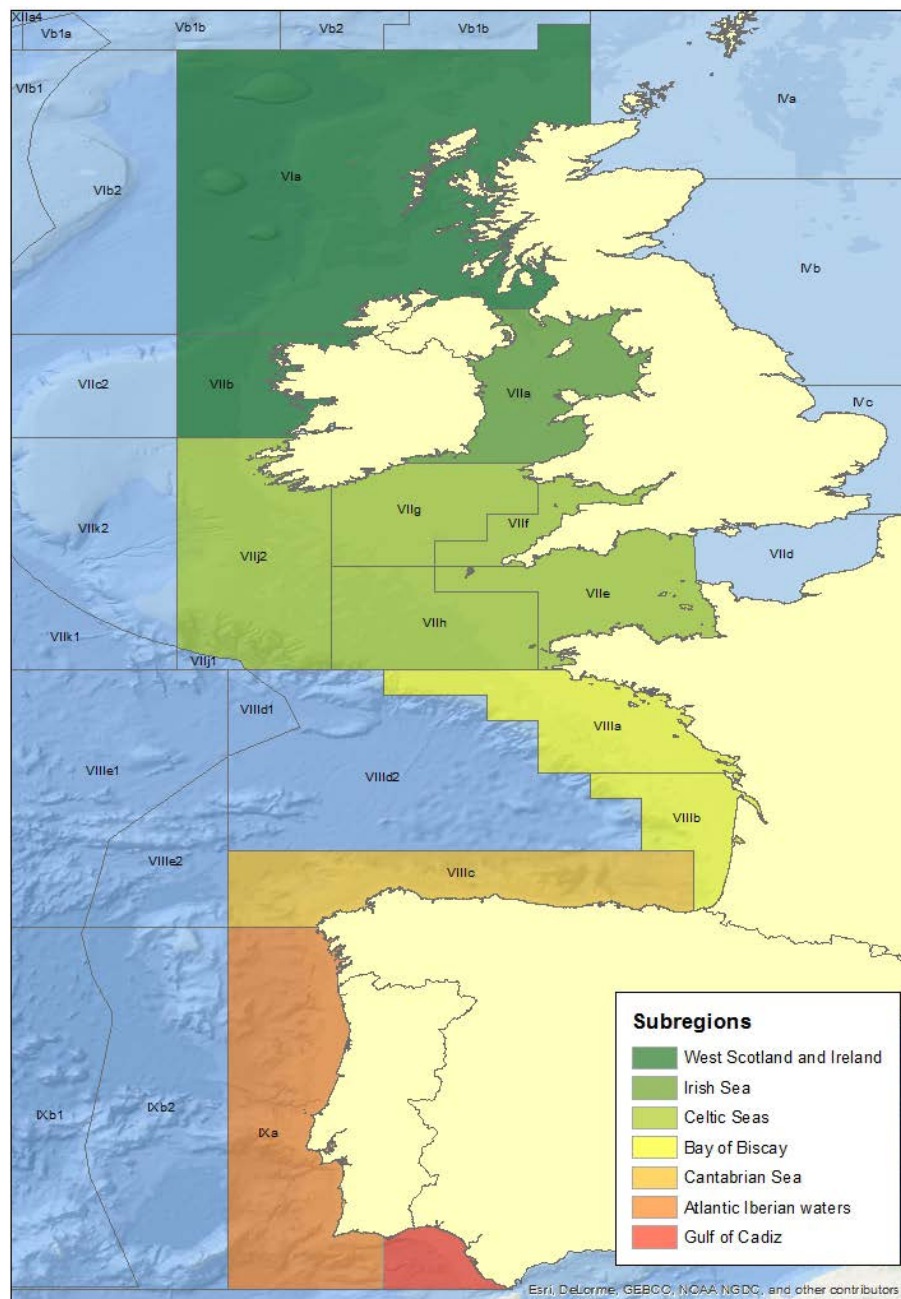 XIIa4
Vb1a
Vb1b
Vb2
Vb1b
VIb1
IVa
VIa
VIb2
IVb
VIIc2
VIIb
VIIa
IVc
VIIg
VIIk2
VIIf
VIIj2
VIId
VIIe
VIIh
VIIk1
VIIj1
VIIId1
VIIIa
VIIIe1
VIIId2
VIIIb
VIIIe2
VIIIc
Subregions
West Scotland and Ireland
Irish Sea
Celtic Seas
Bay of Biscay
Cantabrian Sea
Atlantic Iberian waters
Gulf of Cadiz
IXb1
IXb2
IXa
Esri, DeLorme, GEBCO, NOAA NGDC, and other contributors